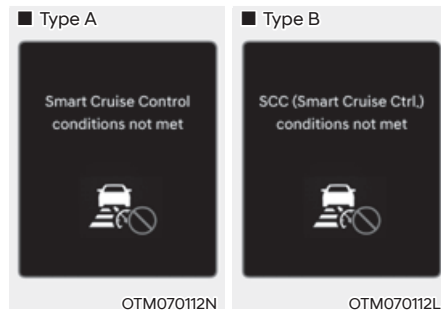 ■ Type A
Smart Cruise Control
conditions not met
OTM070112N
■ Type B
SCC (Smart Cruise Ctrl.)
conditions not met
OTM070112L